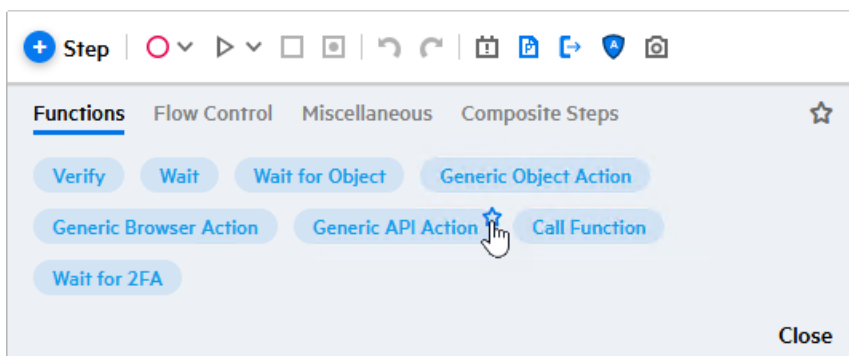 Step
Functions Flow Control Miscellaneous Composite Steps
Verify Wait Wait for Object Generic Object Action
Generic Browser Action Generic API Action Call Function
Wait for 2FA
Close